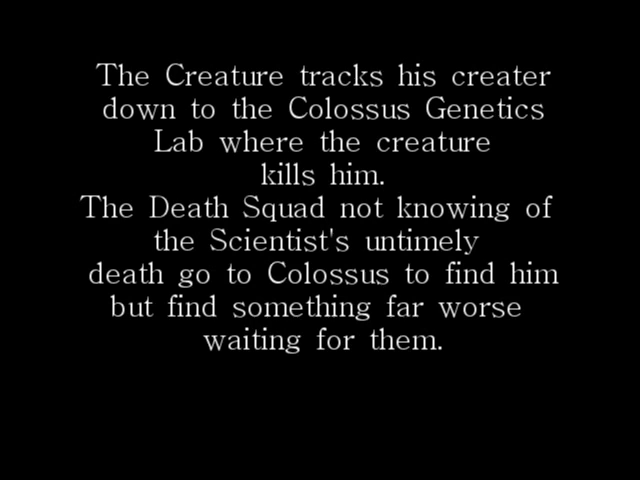 The Creature tracks his creater
down to the Colossus Genetics
Lab where the creature
kills him.
The Death Squad not knowing of
the Scientist's untimely
death go to Colossus to find him
but find something far worse
waiting for them.